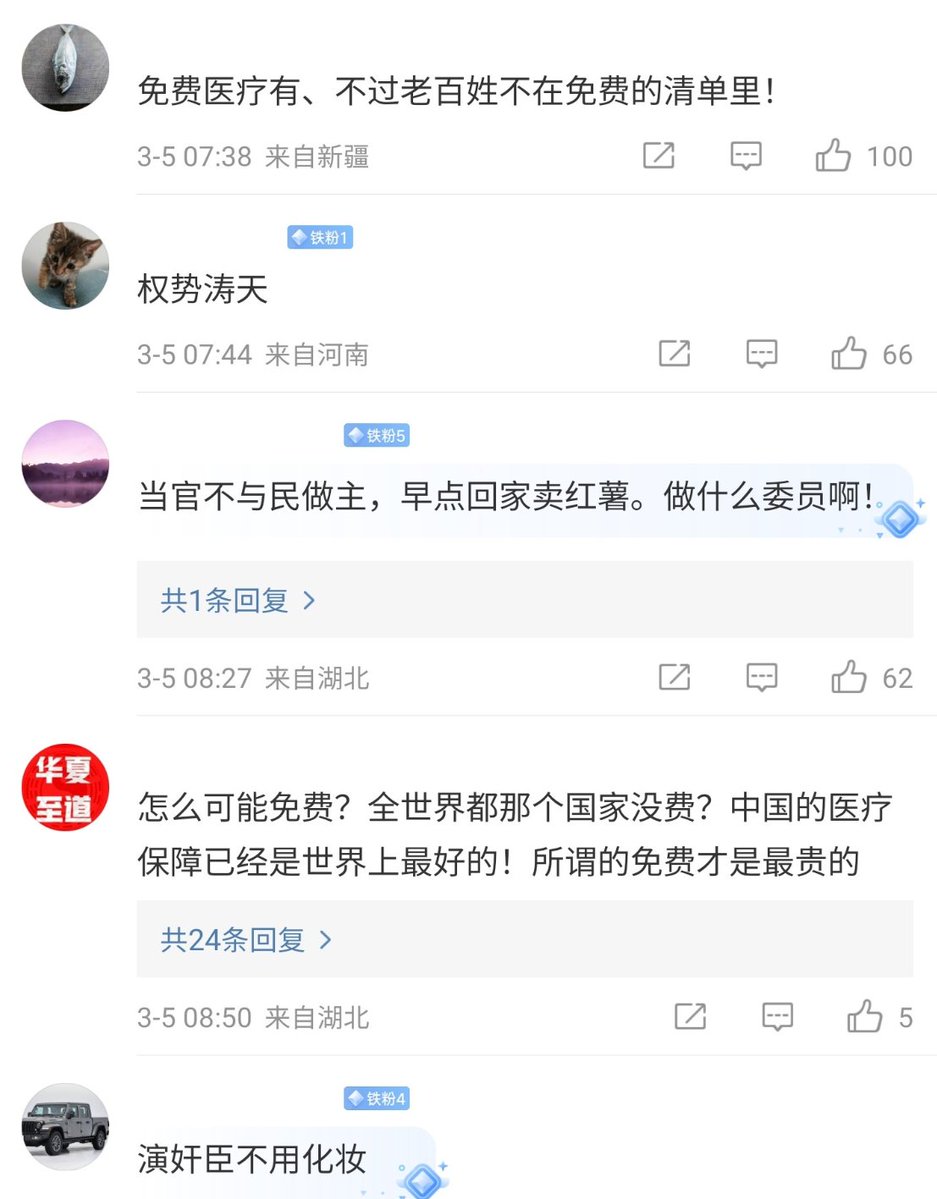 免费医疗有、不过老百姓不在免费的清单里！
3-5 07:38 来自新疆
100
铁粉1
权势涛天
3-5 07:44 来自河南
66
铁粉5
当官不与民做主，早点回家卖红薯。做什么委员啊！
共1条回复
3-5 08:27 来自湖北
62
华夏
至道
怎么可能免费？全世界都那个国家没费？中国的医疗
保障已经是世界上最好的！所谓的免费才是最贵的
共24条回复
3-5 08:50 来自湖北
5
铁粉4
演奸臣不用化妆